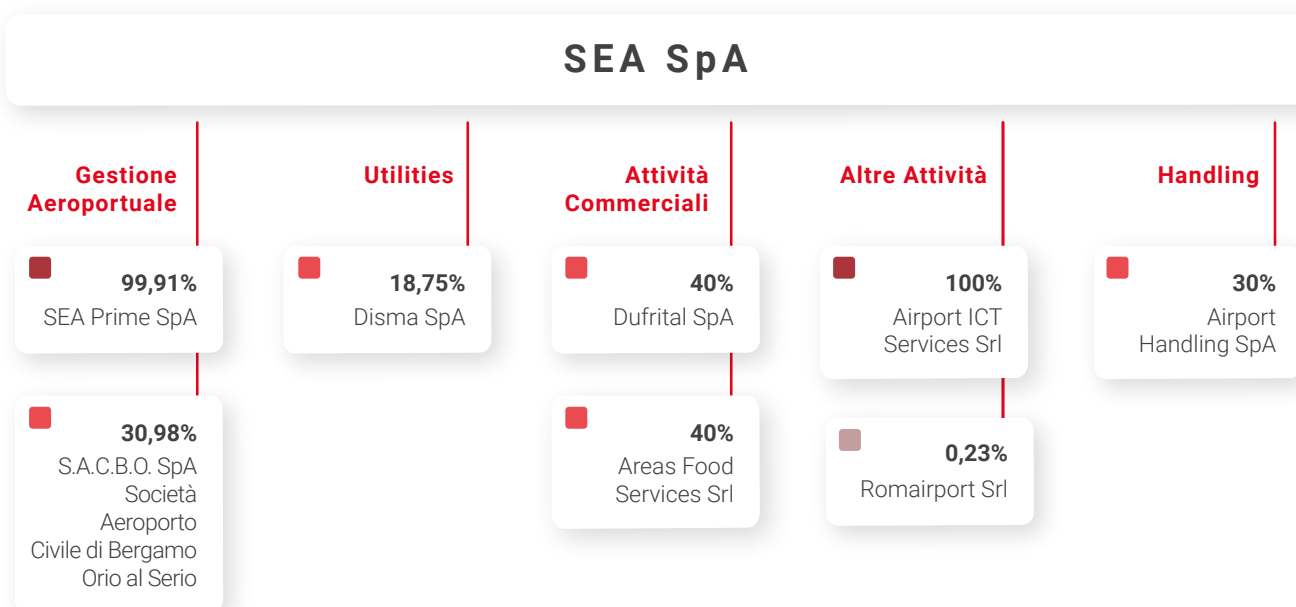 SEA SpA
Gestione
Aeroportuale
99,91%
SEA Prime SpA
30,98%
S.A.C.B.O. SpA
Società
Aeroporto
Civile di Bergamo
Orio al Serio
Utilities
18,75%
Disma SpA
Attività
Commerciali
40%
Dufrital SpA
40%
Areas Food
Services Srl
Altre Attività
100%
Airport ICT
Services Srl
0,23%
Romairport Srl
Handling
30%
Airport
Handling SpA